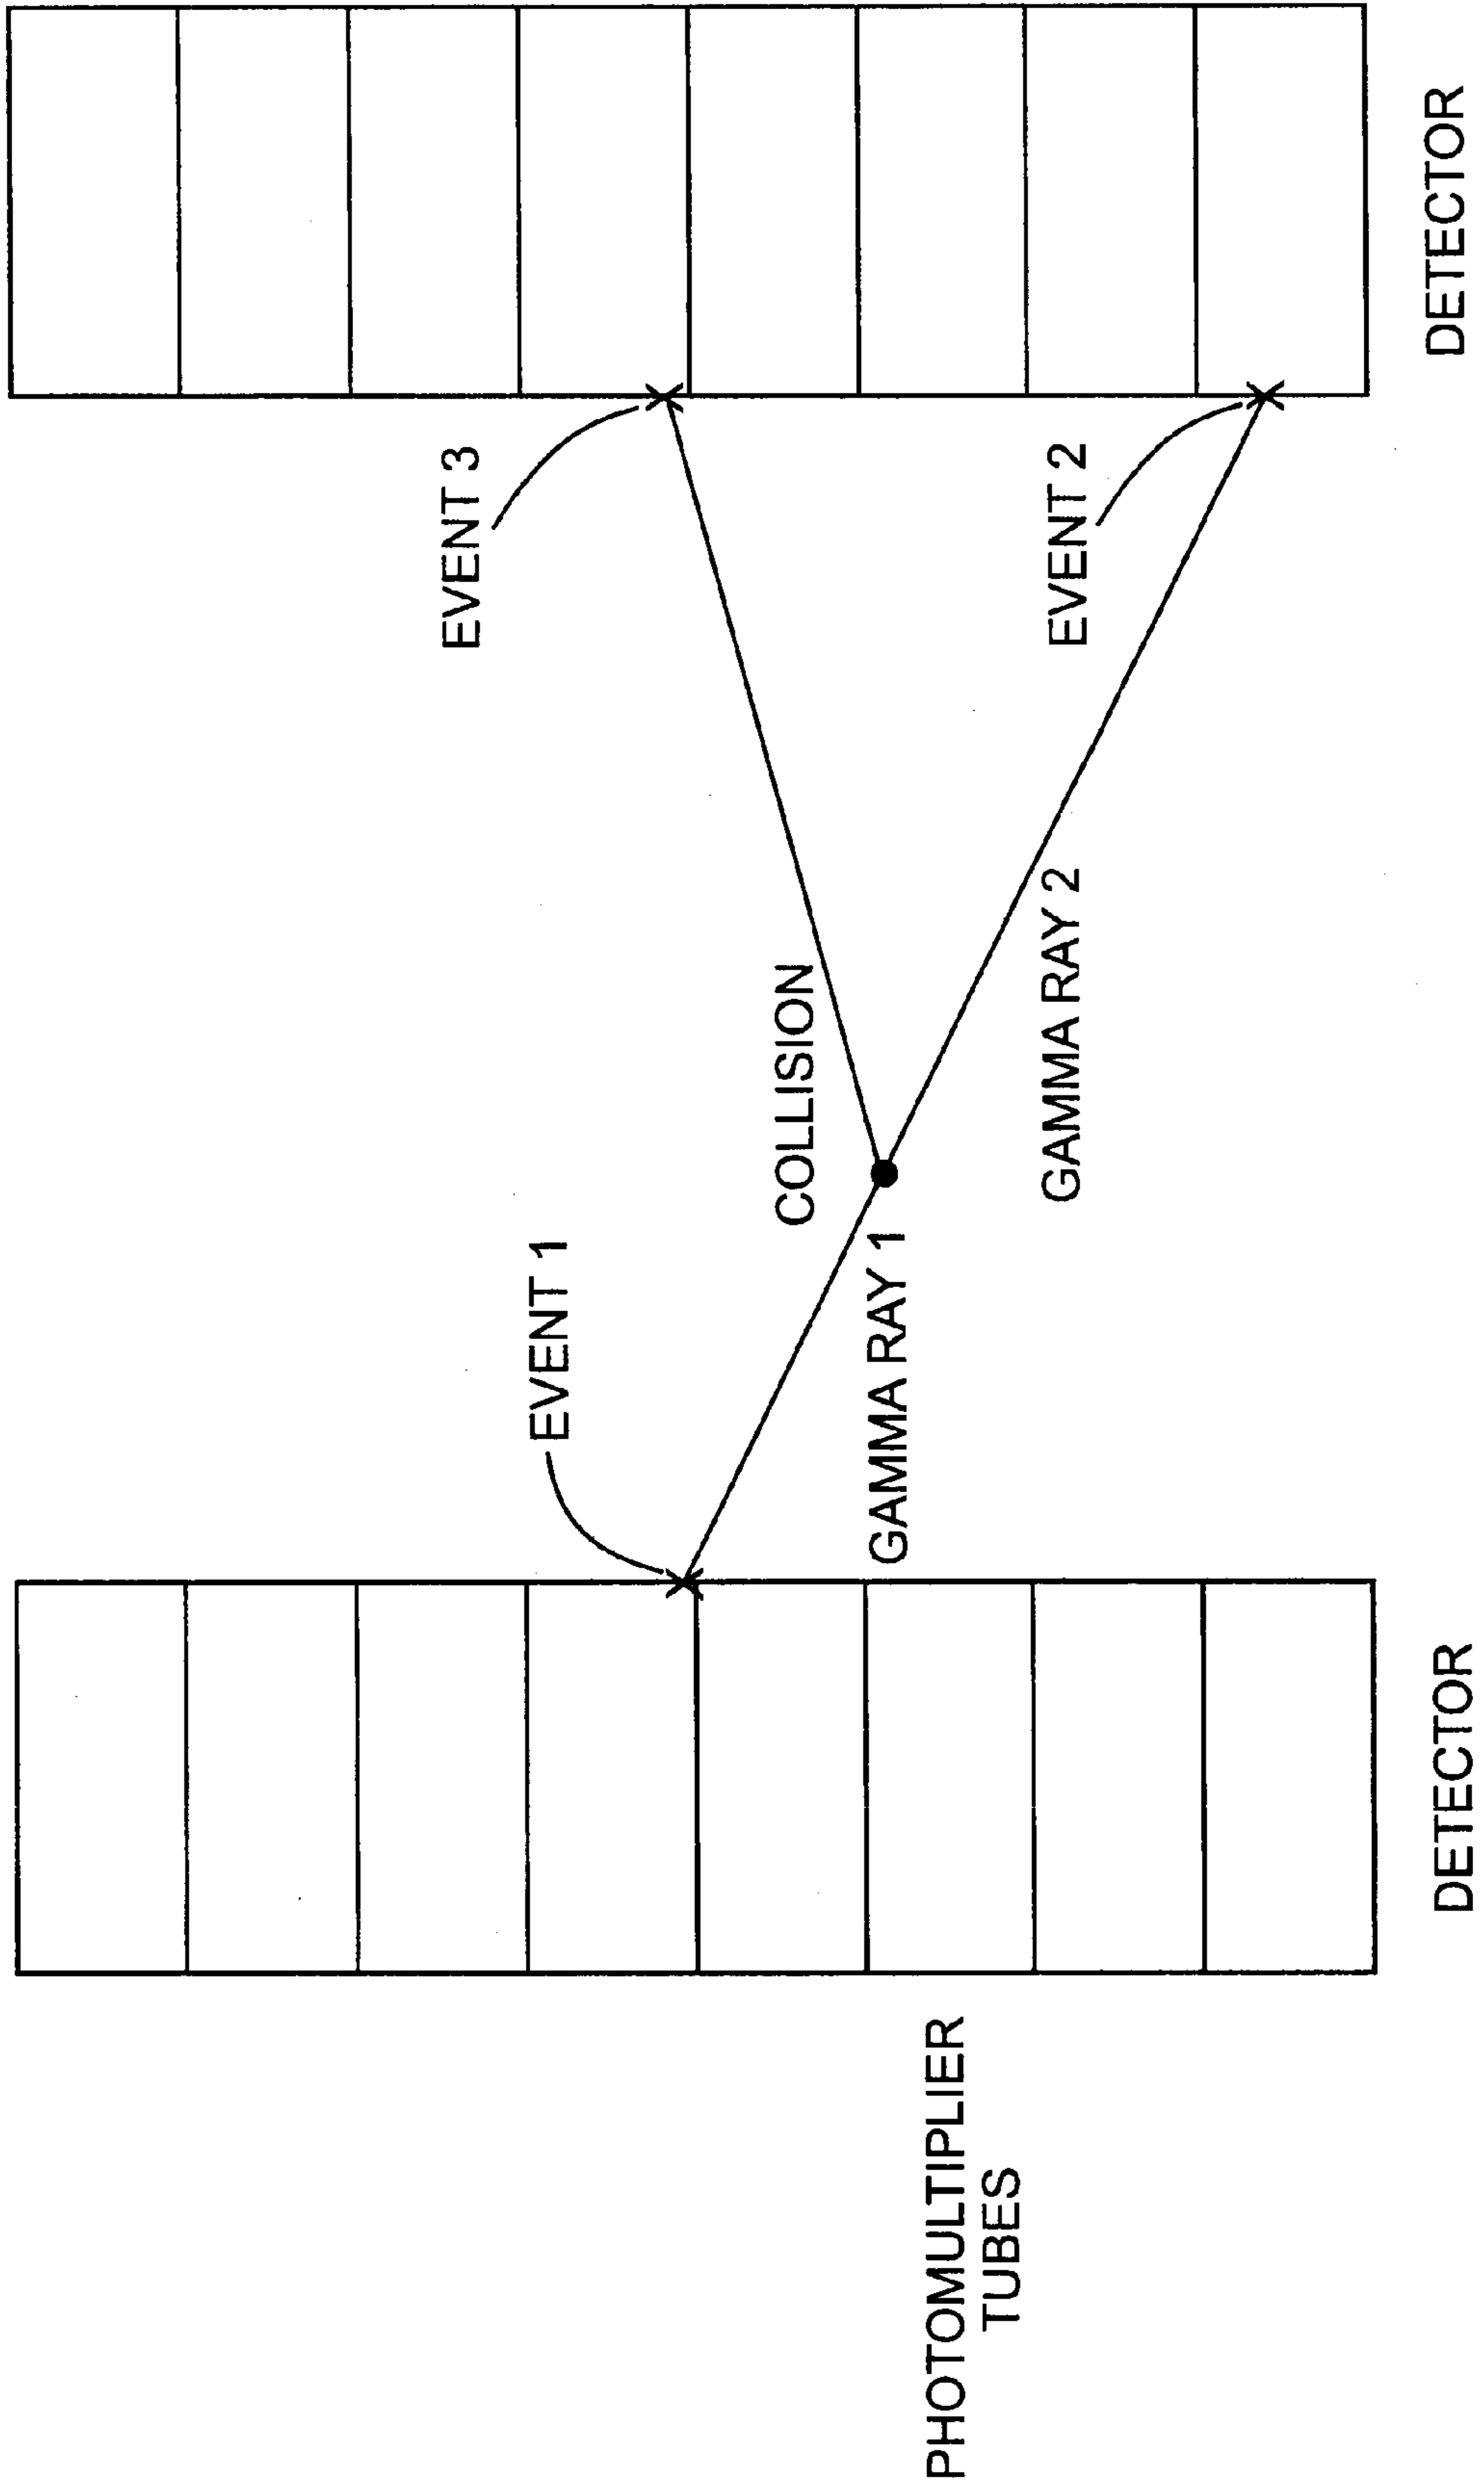 PHOTOMULTIPLIER
TUBES
DETECTOR
EVENT 1
GAMMA RAY 1
COLLISION
GAMMA RAY 2
EVENT 3
EVENT 2
DETECTOR